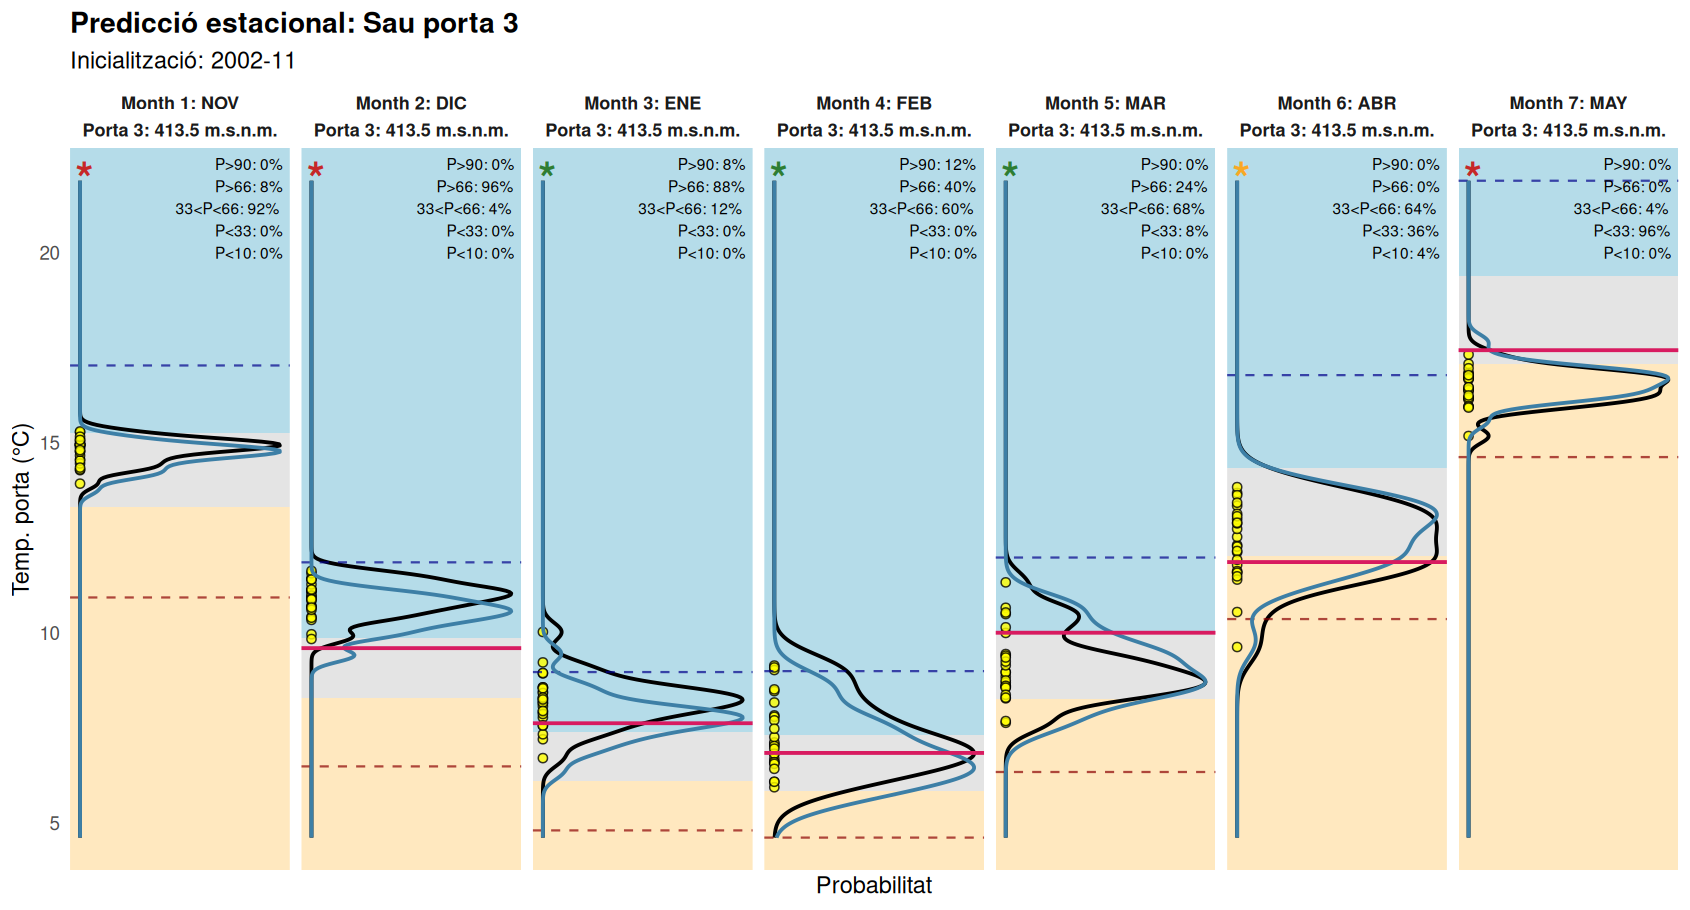 Predicció estacional: Sau porta 3
Inicialització: 2002-11
Month 1: NOV
Porta 3: 413.5 m.s.n.m.
Month 2: DIC
Porta 3: 413.5 m.s.n.m.
Month 3: ENE
Porta 3: 413.5 m.s.n.m.
Month 4: FEB
Porta 3: 413.5 m.s.n.m.
Month 5: MAR
Porta 3: 413.5 m.s.n.m.
Month 6: ABR
Porta 3: 413.5 m.s.n.m.
Month 7: MAY
Porta 3: 413.5 m.s.n.m.
*
P>90: 0%
P>66: 8%
33<P<66: 92%
P<33: 0%
P<10: 0%
*
P>90: 0%
P>66: 96%
33<P<66: 4%
P<33: 0%
P<10: 0%
*
P>90: 8%
P>66: 88%
33<P<66: 12%
P<33: 0%
P<10: 0%
*
P>90: 12%
P>66: 40%
33<P<66: 60%
P<33: 0%
P<10: 0%
*
P>90: 0%
P>66: 24%
33<P<66: 68%
P<33: 8%
P<10: 0%
*
P>90: 0%
P>66: 0%
33<P<66: 64%
P<33: 36%
P<10: 4%
*
P>90: 0%
P>66: 0%
33<P<66: 4%
P<33: 96%
P<10: 0%
20
15
10
5
Temp. porta (°C)
Probabilitat